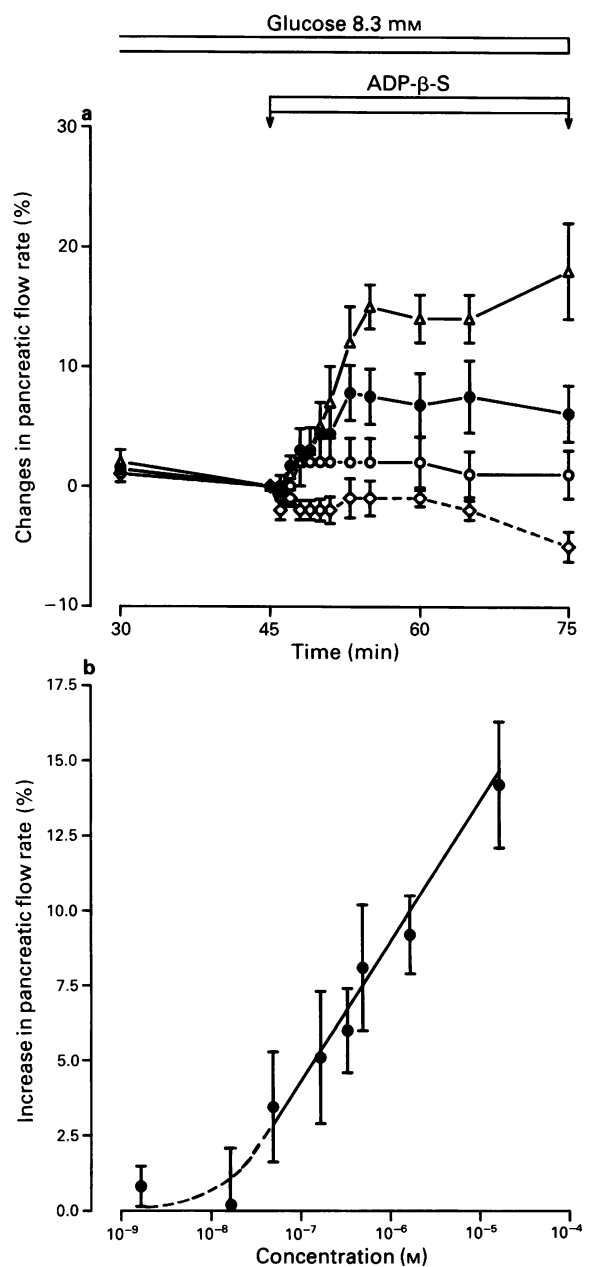 Glucose 8.3 mM
ADP-β-S
a
30
20
10
0
−10
Changes in pancreatic flow rate (%)
30 45 60 75
Time (min)
b
17.5
15.0
12.5
10.0
7.5
5.0
2.5
0.0
Increase in pancreatic flow rate (%)
10⁻⁹ 10⁻⁸ 10⁻⁷ 10⁻⁶ 10⁻⁵ 10⁻⁴
Concentration (M)